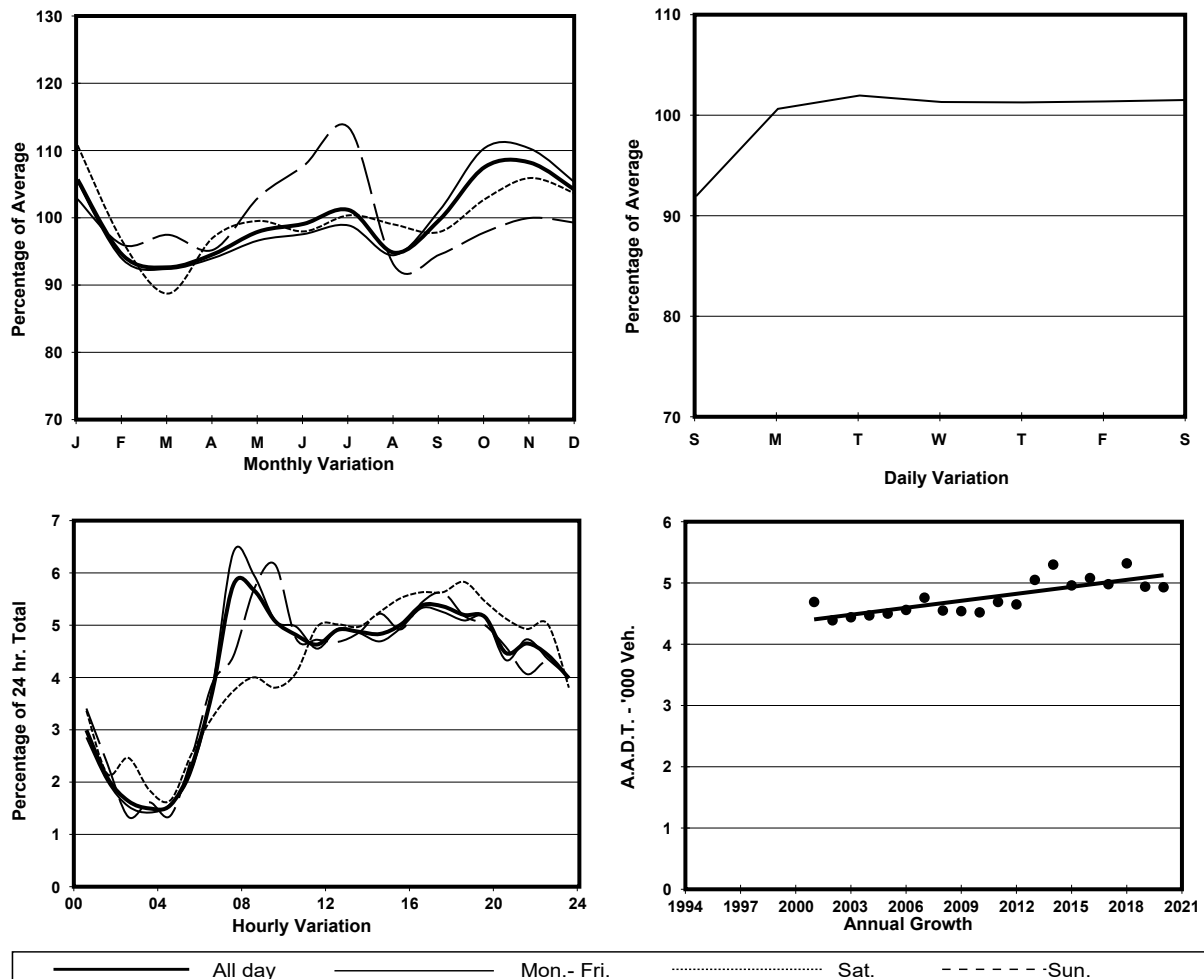 130
120
110
100
90
80
70
Percentage of Average
J F M A M J J A S O N D
Monthly Variation
110
100
90
80
70
Percentage of Average
S M T W T F S
Daily Variation
7
6
5
4
3
2
1
0
Percentage of 24 hr. Total
00 04 08 12 16 20 24
Hourly Variation
6
5
4
3
2
1
0
A.A.D.T. - '000 Veh.
1994 1997 2000 2003 2006 2009 2012 2015 2018 2021
Annual Growth
All day Mon.- Fri. Sat. Sun.